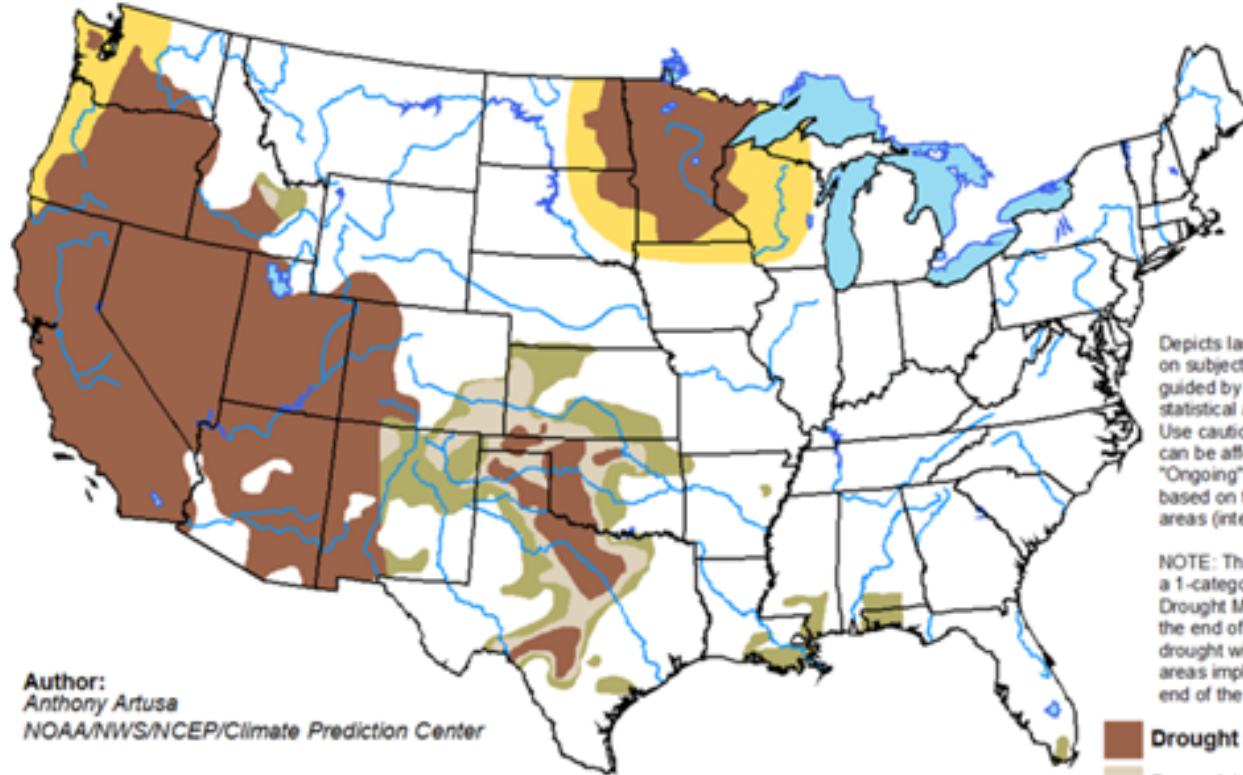 Depicts la
on subject
guided by
statistical
Use cautio
can be affe
"Ongoing"
based on
areas (inte
NOTE: Th
a 1-catego
Drought M
the end of
drought wi
areas impl
end of the
Author:
Anthony Artusa
NOAA/NWS/NCEP/Climate Prediction Center
Drought